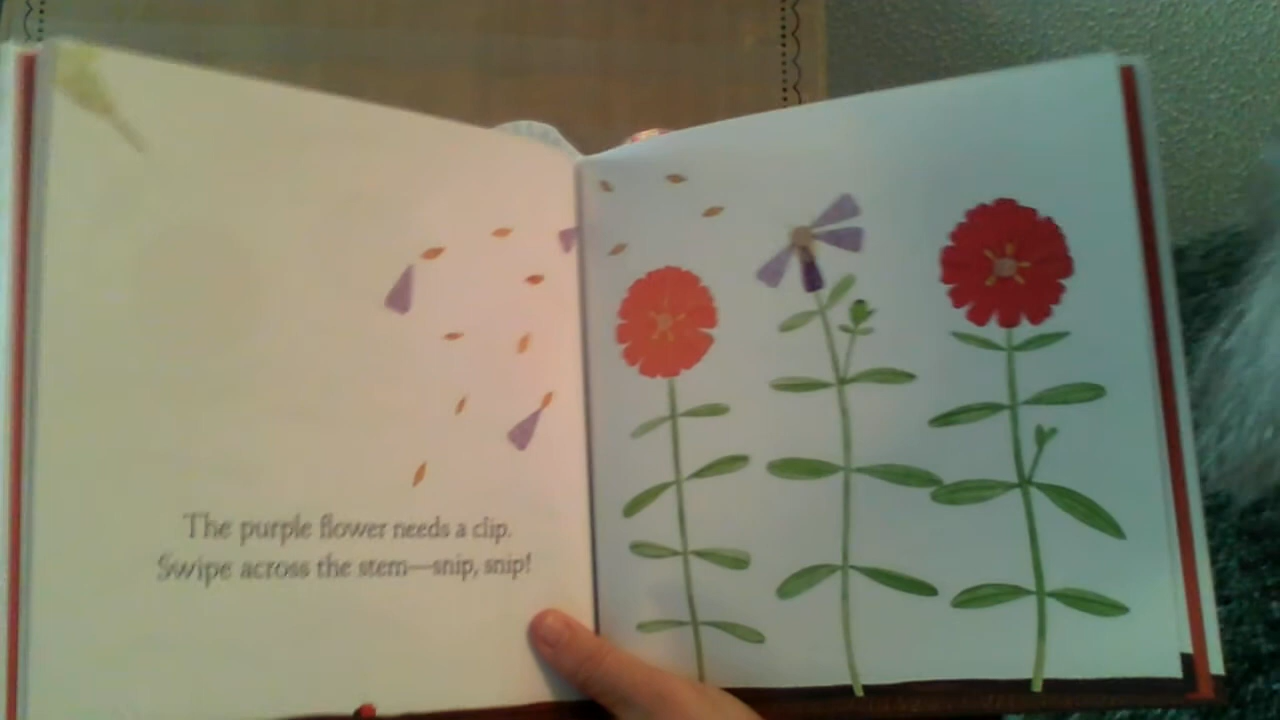 The purple flower needs a clip.
Swipe across the stem—snip, snip!